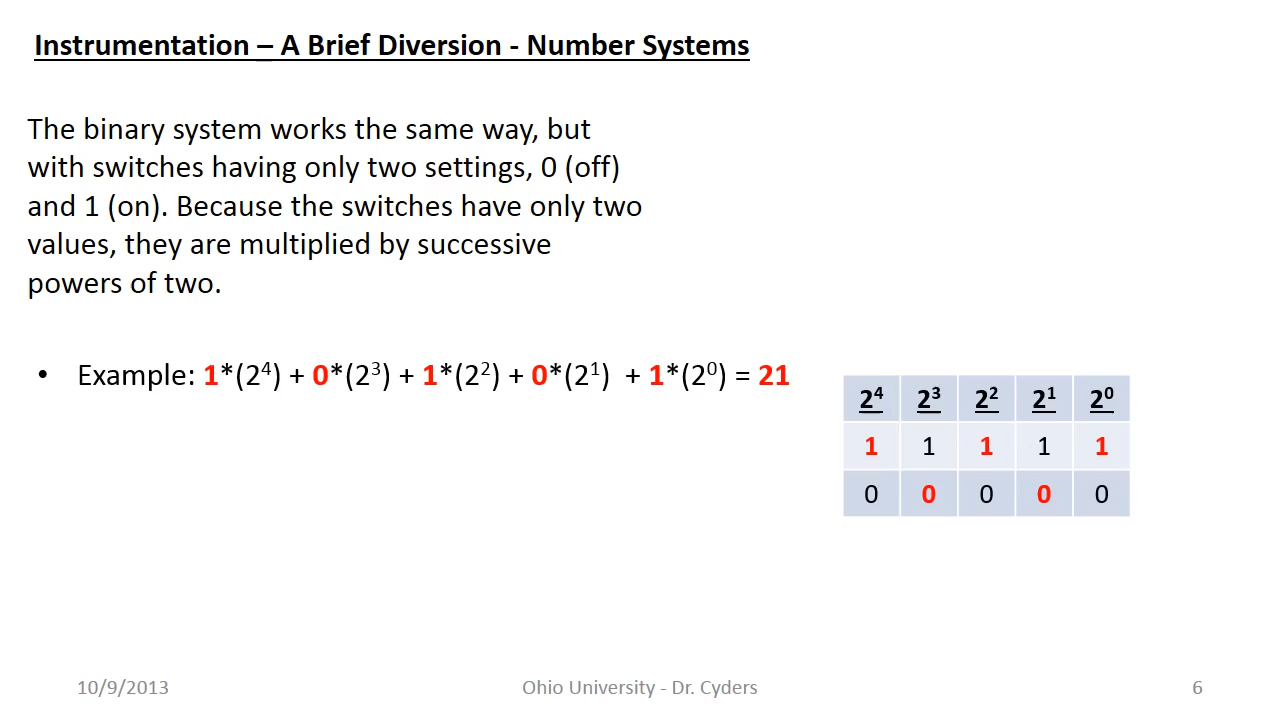 Instrumentation – A Brief Diversion - Number Systems
The binary system works the same way, but
with switches having only two settings, 0 (off)
and 1 (on). Because the switches have only two
values, they are multiplied by successive
powers of two.
• Example: 1*(2⁴) + 0*(2³) + 1*(2²) + 0*(2¹) + 1*(2⁰) = 21
2⁴ 2³ 2² 2¹ 2⁰
1 1 1 1 1
0 0 0 0 0
10/9/2013
Ohio University - Dr. Cyders
6